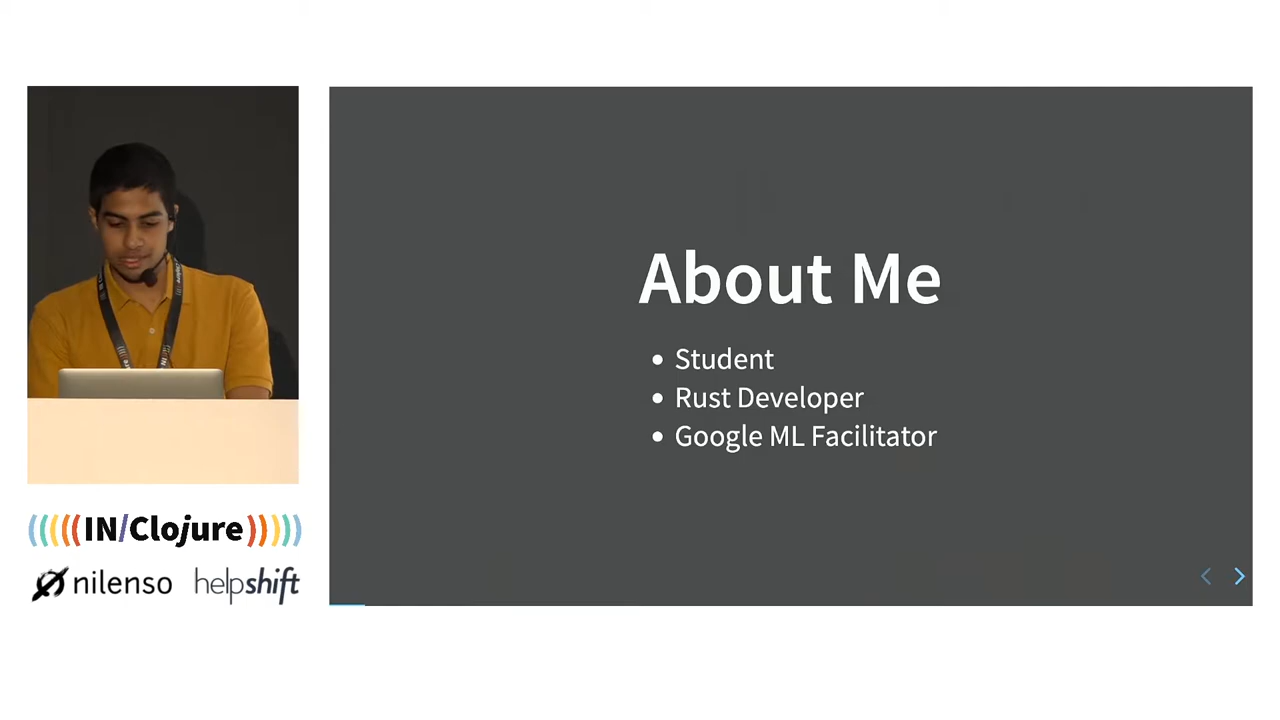 About Me
Student
Rust Developer
Google ML Facilitator
((((( IN/Clojure )))))
nilenso
helpshift